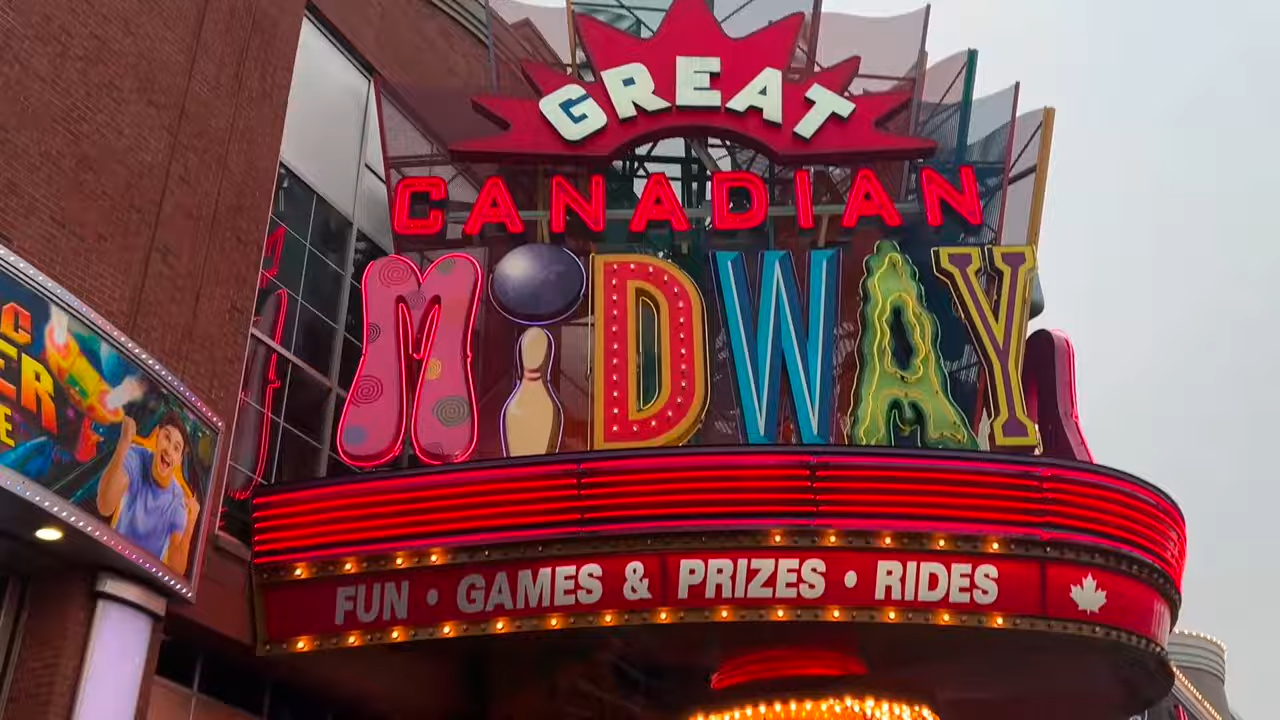 GREAT
CANADIAN
MiDWAY
FUN • GAMES & PRIZES • RIDES